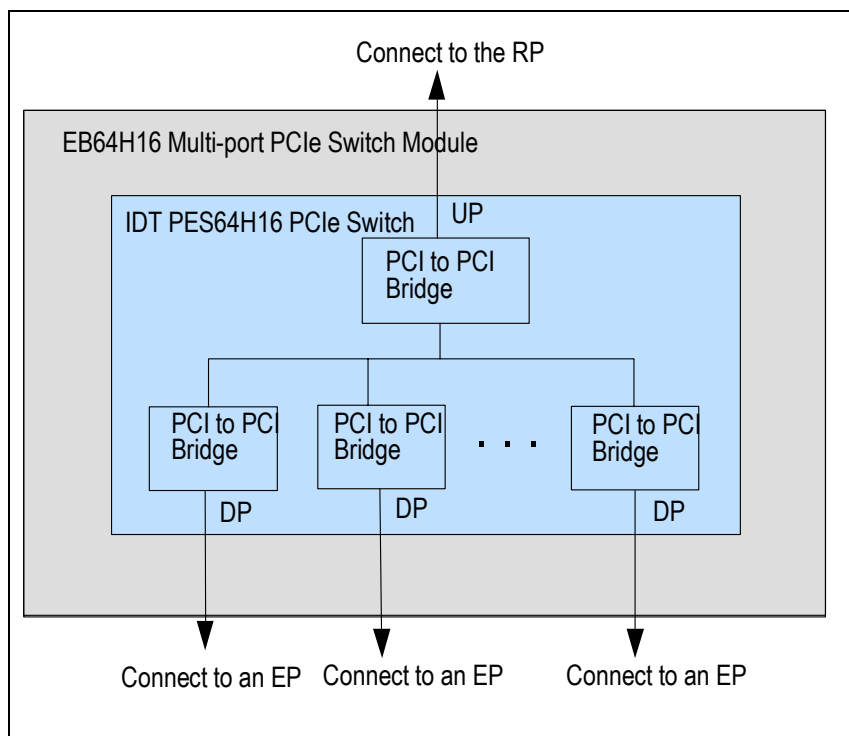 Connect to the RP
EB64H16 Multi-port PCIe Switch Module
IDT PES64H16 PCIe Switch
UP
PCI to PCI
Bridge
PCI to PCI
Bridge
PCI to PCI
Bridge
. . .
PCI to PCI
Bridge
DP
DP
DP
Connect to an EP
Connect to an EP
Connect to an EP